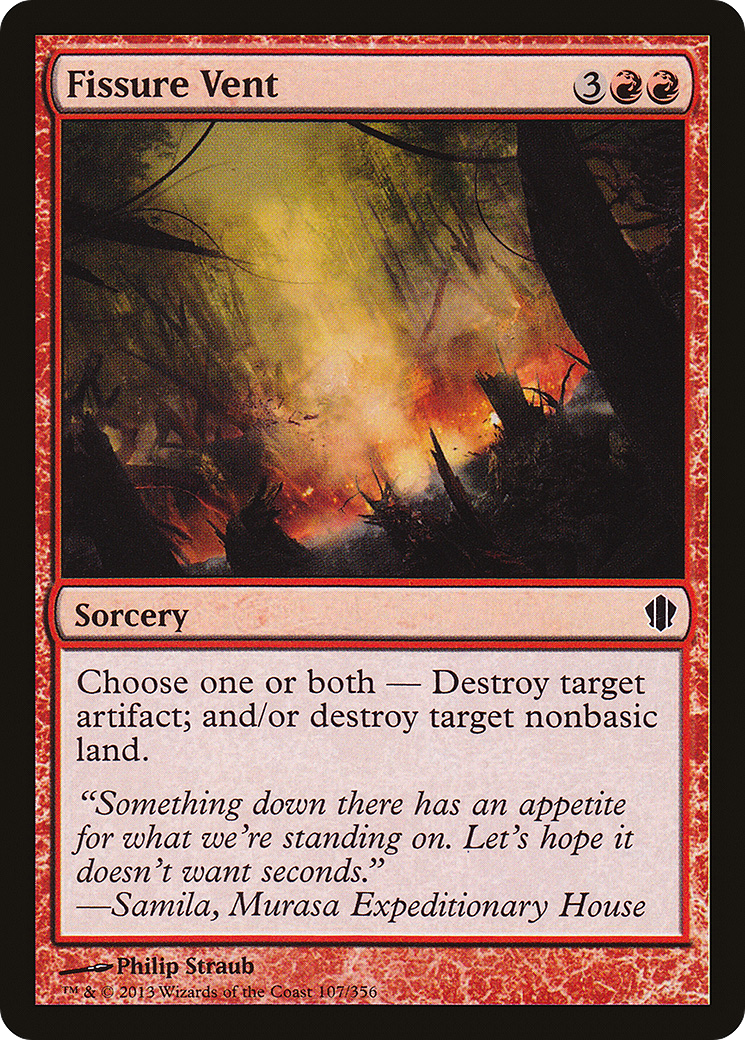 Fissure Vent 3
Sorcery
Choose one or both — Destroy target
artifact; and/or destroy target nonbasic
land.
“Something down there has an appetite
for what we’re standing on. Let’s hope it
doesn’t want seconds.”
—Samila, Murasa Expeditionary House
Philip Straub
™ & © 2013 Wizards of the Coast 107/356